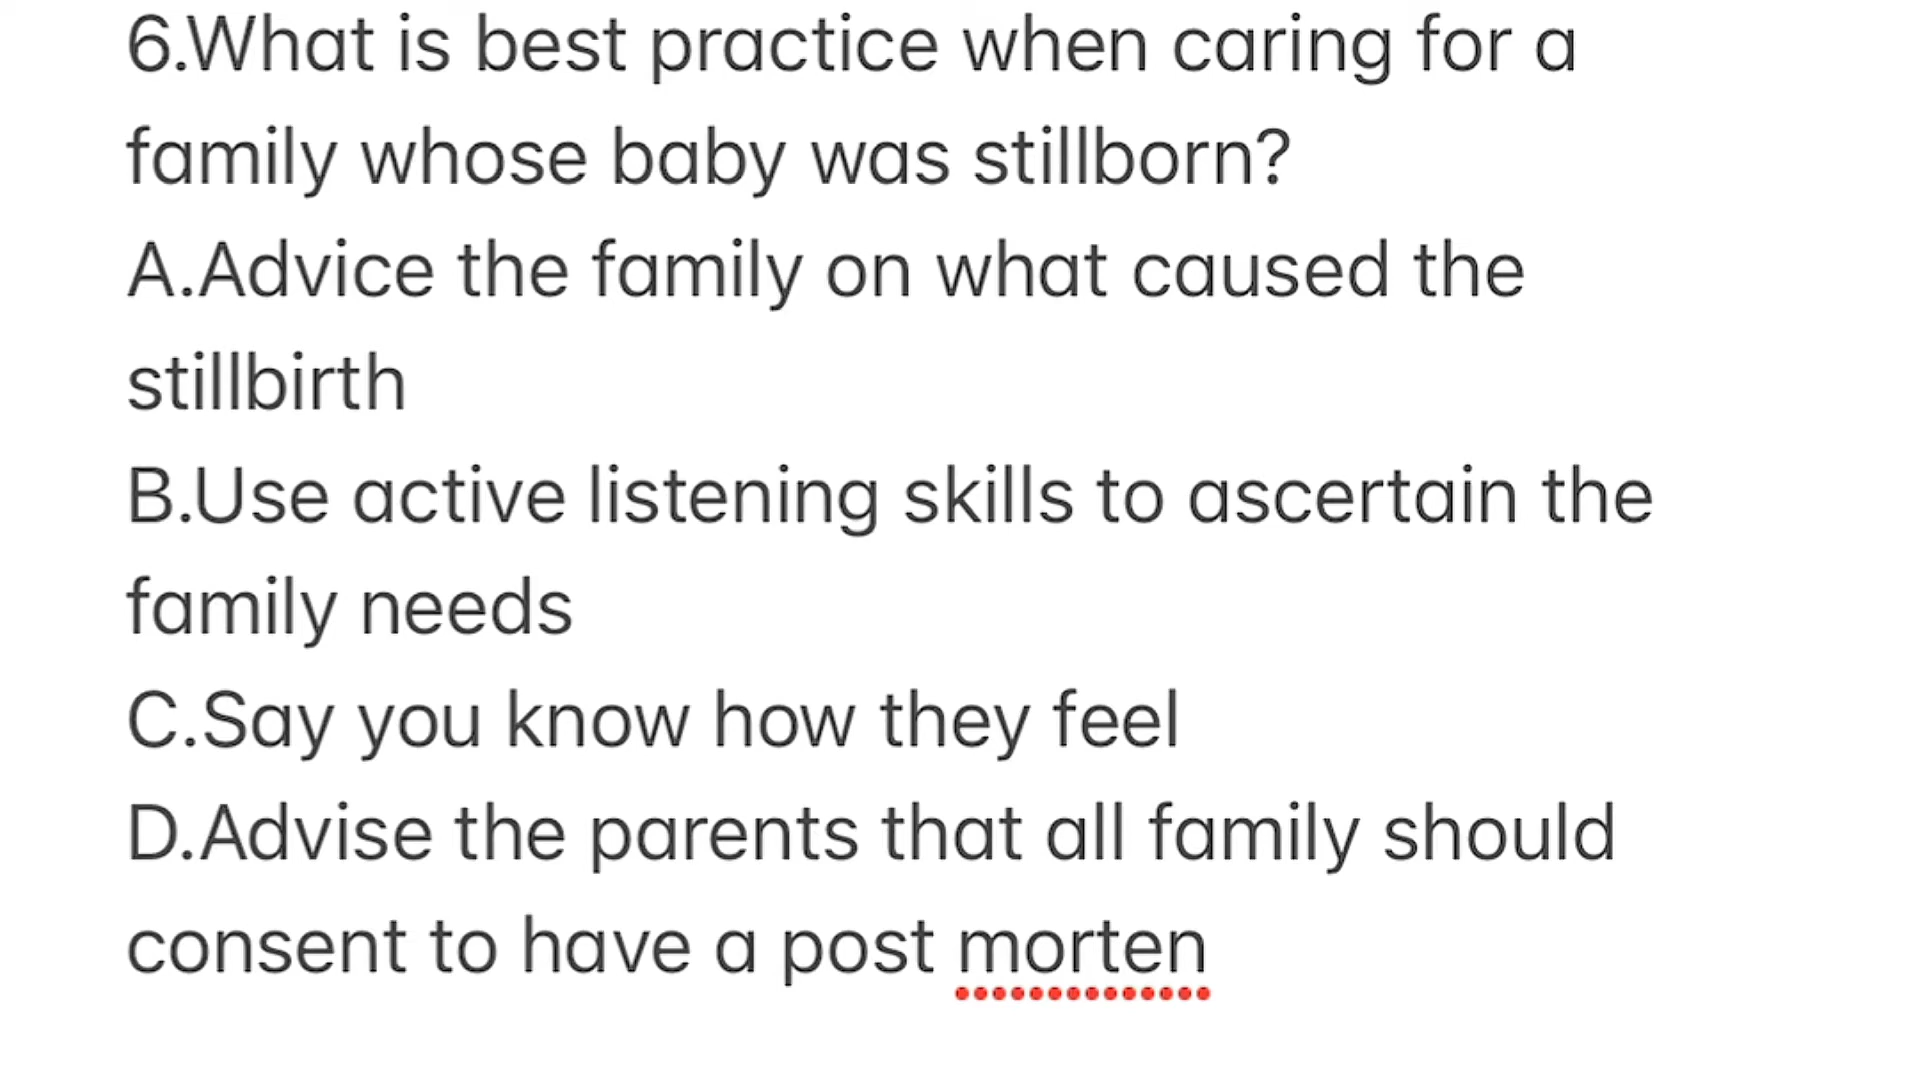 6.What is best practice when caring for a
family whose baby was stillborn?
A.Advice the family on what caused the
stillbirth
B.Use active listening skills to ascertain the
family needs
C.Say you know how they feel
D.Advise the parents that all family should
consent to have a post morten